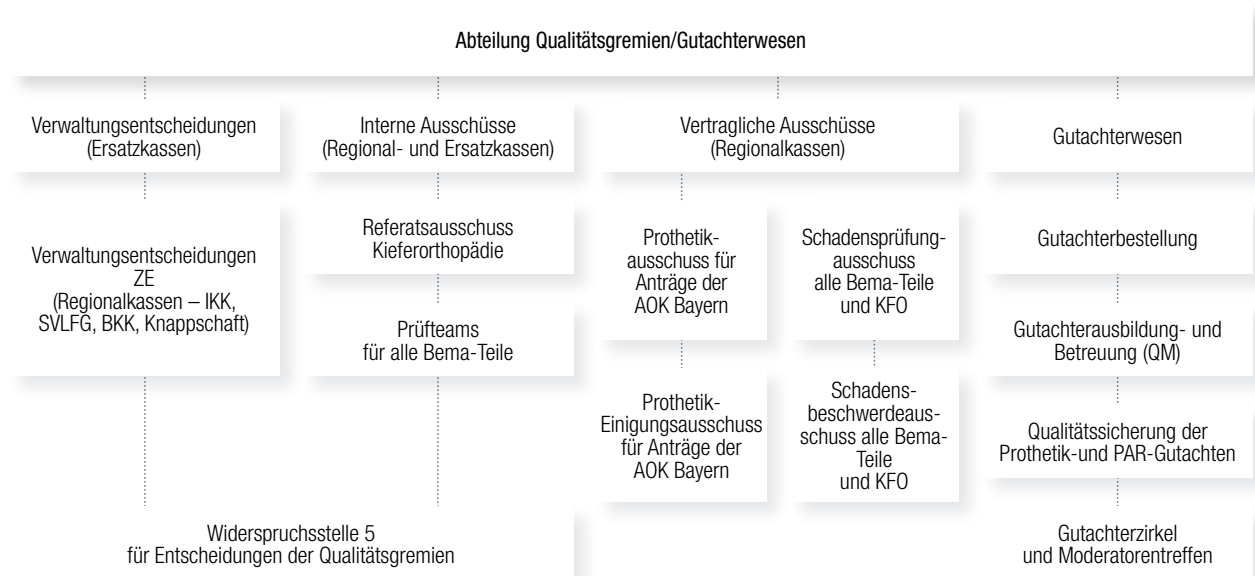 Abteilung Qualitätsgremien/Gutachterwesen
Verwaltungsentscheidungen
(Ersatzkassen)
Interne Ausschüsse
(Regional- und Ersatzkassen)
Vertragliche Ausschüsse
(Regionalkassen)
Gutachterwesen
Verwaltungsentscheidungen
ZE
(Regionalkassen – IKK,
SVLFG, BKK, Knappschaft)
Referatsausschuss
Kieferorthopädie
Prüfteams
für alle Bema-Teile
Prothetik-
ausschuss für
Anträge der
AOK Bayern
Schadensprüfung-
ausschuss
alle Bema-Teile
und KFO
Prothetik-
Einigungsausschuss
für Anträge der
AOK Bayern
Schadens-
beschwerdeaus-
schuss alle Bema-
Teile
und KFO
Gutachterbestellung
Gutachterausbildung- und
Betreuung (QM)
Qualitätssicherung der
Prothetik-und PAR-Gutachten
Widerspruchsstelle 5
für Entscheidungen der Qualitätsgremien
Gutachterzirkel
und Moderatorentreffen